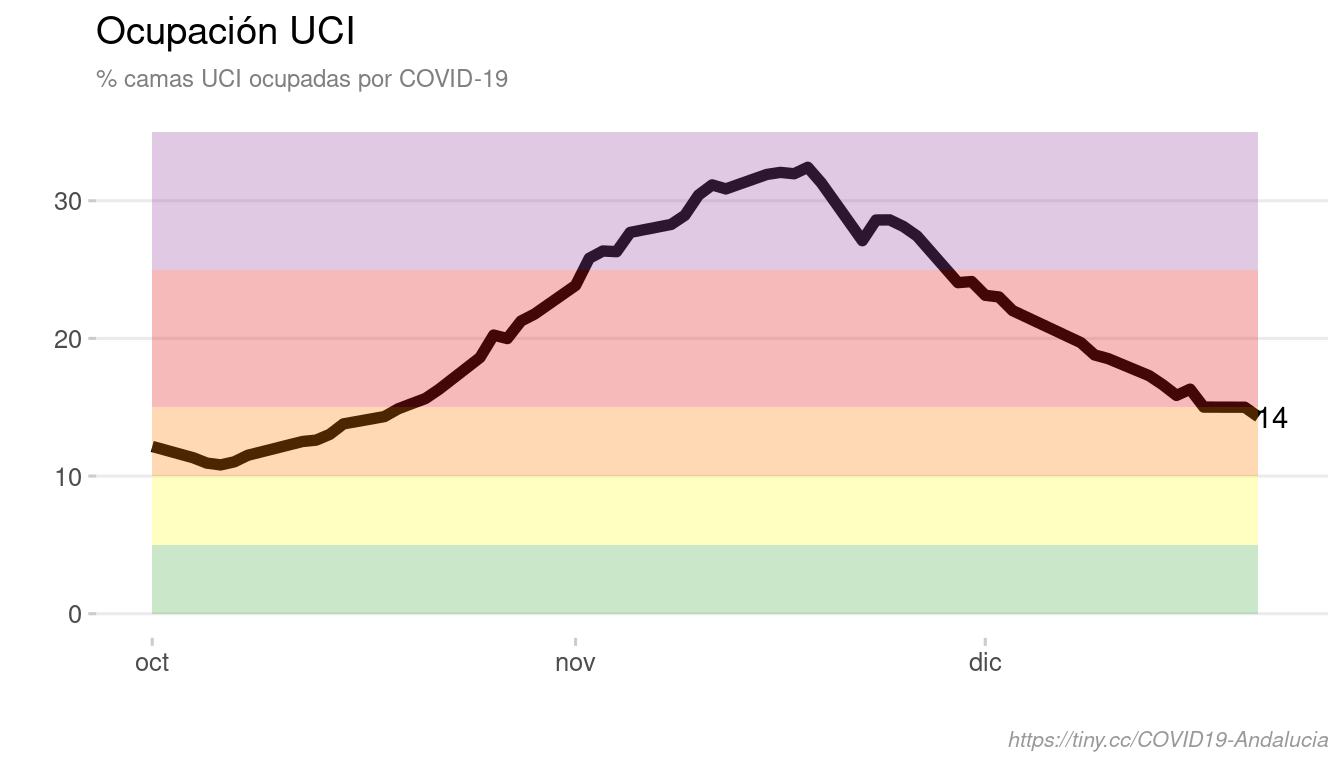 Ocupación UCI
% camas UCI ocupadas por COVID-19
30
20
14
10
0
oct nov dic
https://tiny.cc/COVID19-Andalucia